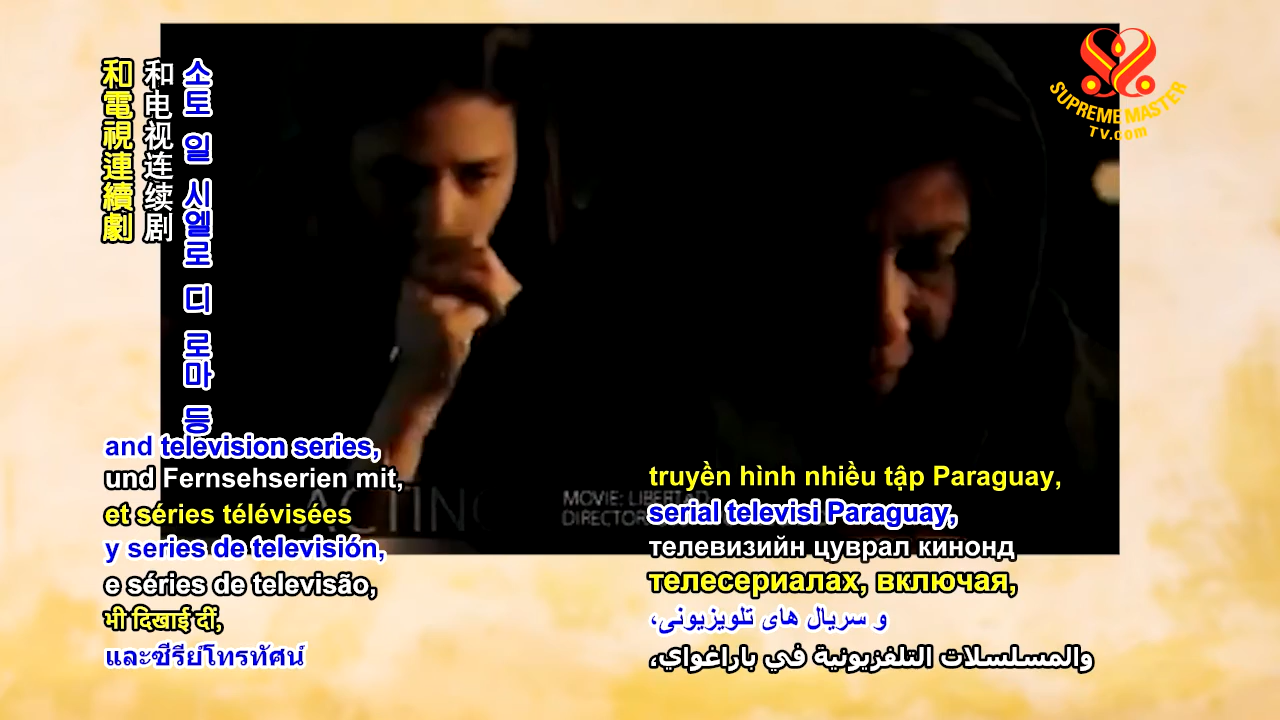 和電視連續劇
和电视连续剧
소토 일 시엘로 디 로마 등
SUPREME MASTER
TV.com
and television series,
und Fernsehserien mit,
et séries télévisées
y series de televisión,
e séries de televisão,
भी दिखाई दीं,
และซีรีย์โทรทัศน์
ACTING
MOVIE: LIBERTAD
DIRECTOR
truyền hình nhiều tập Paraguay,
serial televisi Paraguay,
телевизийн цуврал кинонд
телесериалах, включая,
و سریال های تلویزیونی،
والمسلسلات التلفزيونية في باراغواي،